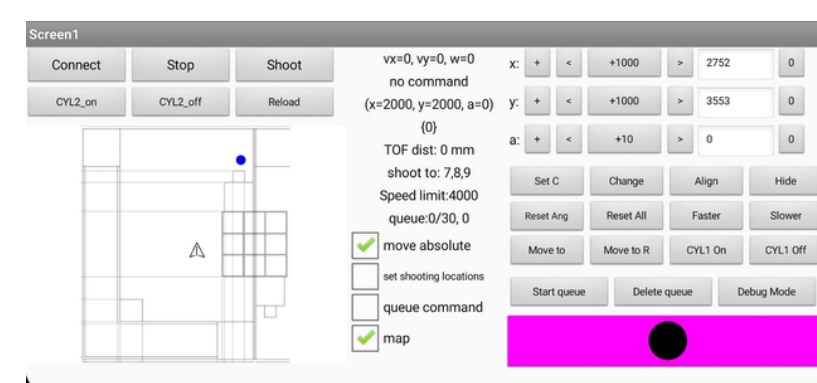 Screen1
Connect Stop Shoot
CYL2_on CYL2_off Reload
vx=0, vy=0, w=0
no command
(x=2000, y=2000, a=0)
{0}
TOF dist: 0 mm
shoot to: 7,8,9
Speed limit:4000
queue:0/30, 0
move absolute
set shooting locations
queue command
map
x: + < +1000 > 2752 0
y: + < +1000 > 3553 0
a: + < +10 > 0 0
Set C Change Align Hide
Reset Ang Reset All Faster Slower
Move to Move to R CYL1 On CYL1 Off
Start queue Delete queue Debug Mode